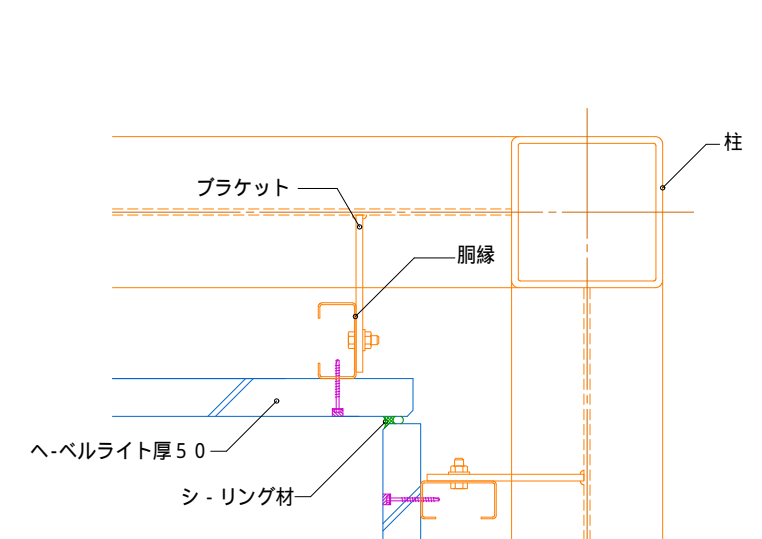 柱
ブラケット
胴縁
ヘ-ベルライト厚５０
シ-リング材